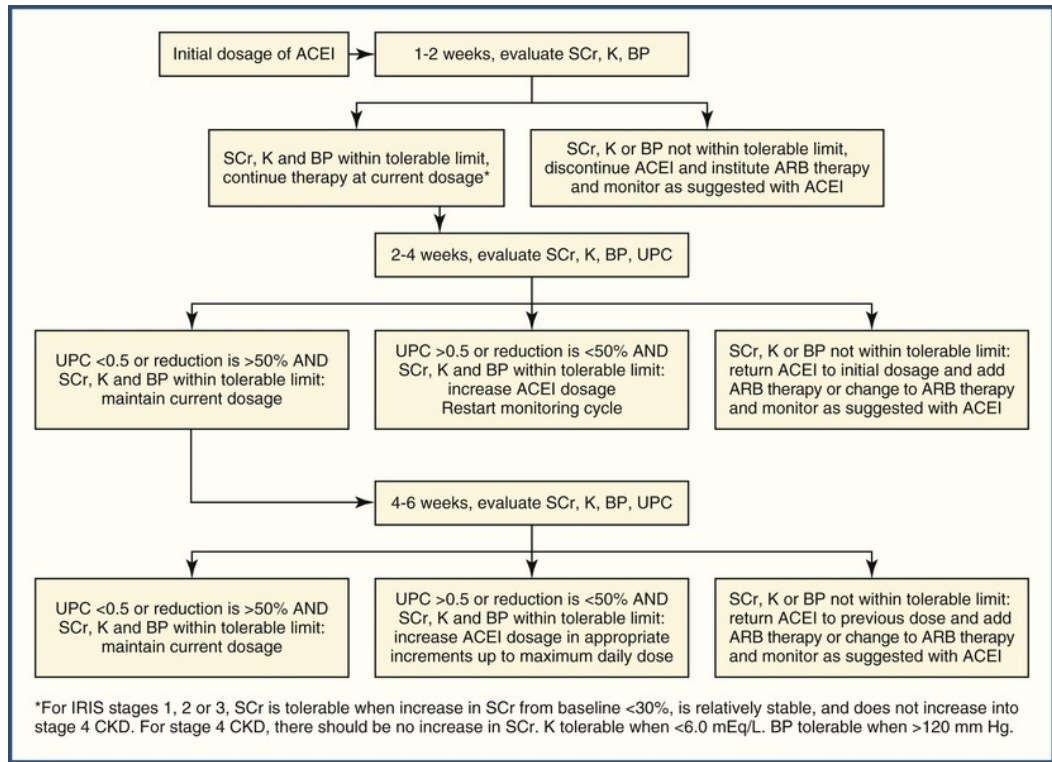 Initial dosage of ACEI
1-2 weeks, evaluate SCr, K, BP
SCr, K and BP within tolerable limit,
continue therapy at current dosage*
SCr, K or BP not within tolerable limit,
discontinue ACEI and institute ARB therapy
and monitor as suggested with ACEI
2-4 weeks, evaluate SCr, K, BP, UPC
UPC <0.5 or reduction is >50% AND
SCr, K and BP within tolerable limit:
maintain current dosage
UPC >0.5 or reduction is <50% AND
SCr, K and BP within tolerable limit:
increase ACEI dosage
Restart monitoring cycle
SCr, K or BP not within tolerable limit:
return ACEI to initial dosage and add
ARB therapy or change to ARB therapy
and monitor as suggested with ACEI
4-6 weeks, evaluate SCr, K, BP, UPC
UPC <0.5 or reduction is >50% AND
SCr, K and BP within tolerable limit:
maintain current dosage
UPC >0.5 or reduction is <50% AND
SCr, K and BP within tolerable limit:
increase ACEI dosage in appropriate
increments up to maximum daily dose
SCr, K or BP not within tolerable limit:
return ACEI to previous dose and add
ARB therapy or change to ARB therapy
and monitor as suggested with ACEI
*For IRIS stages 1, 2 or 3, SCr is tolerable when increase in SCr from baseline <30%, is relatively stable, and does not increase into
stage 4 CKD. For stage 4 CKD, there should be no increase in SCr. K tolerable when <6.0 mEq/L. BP tolerable when >120 mm Hg.